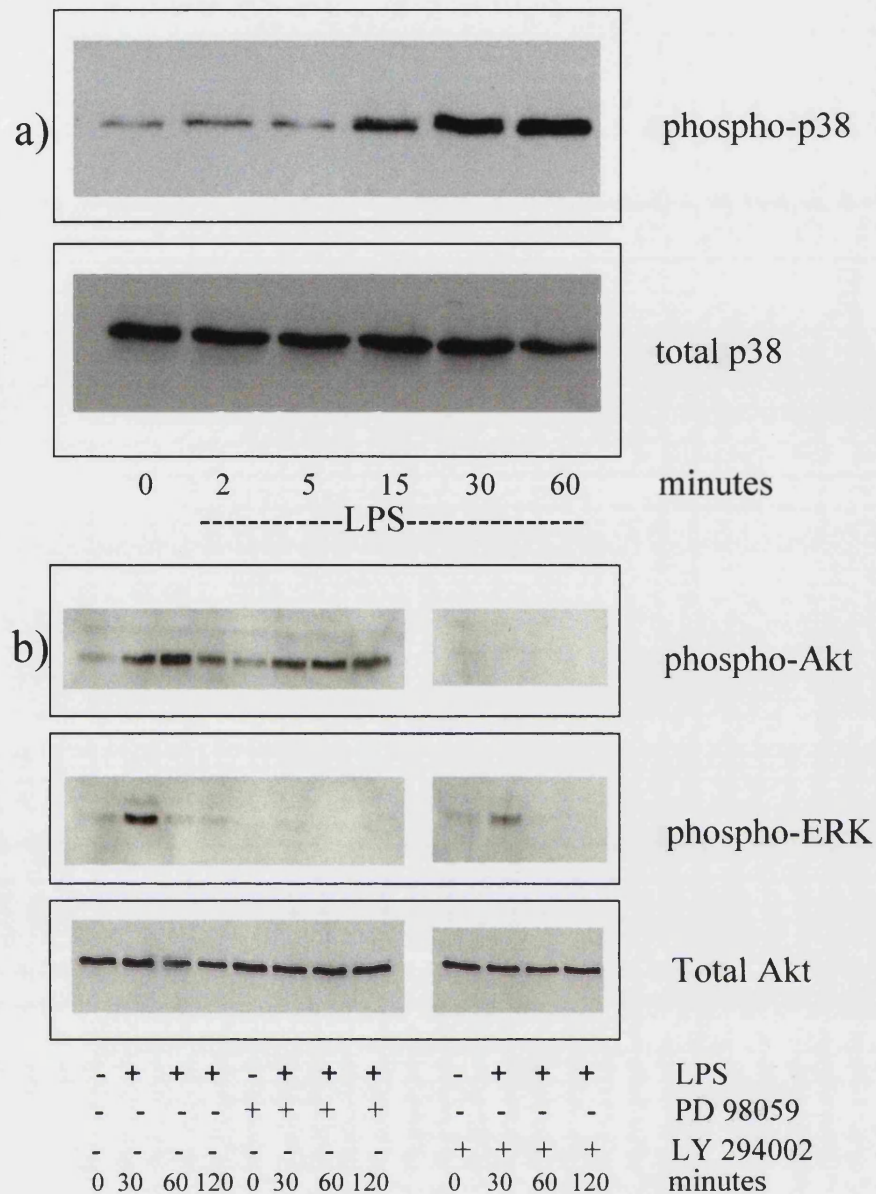 a)
phospho-p38
total p38
0 2 5 15 30 60 minutes
-----------LPS--------------
b)
phospho-Akt
phospho-ERK
Total Akt
- + + + - + + + - + + + LPS
- - - - + + + + - - - - PD 98059
- - - - - - - - + + + + LY 294002
0 30 60 120 0 30 60 120 0 30 60 120 minutes